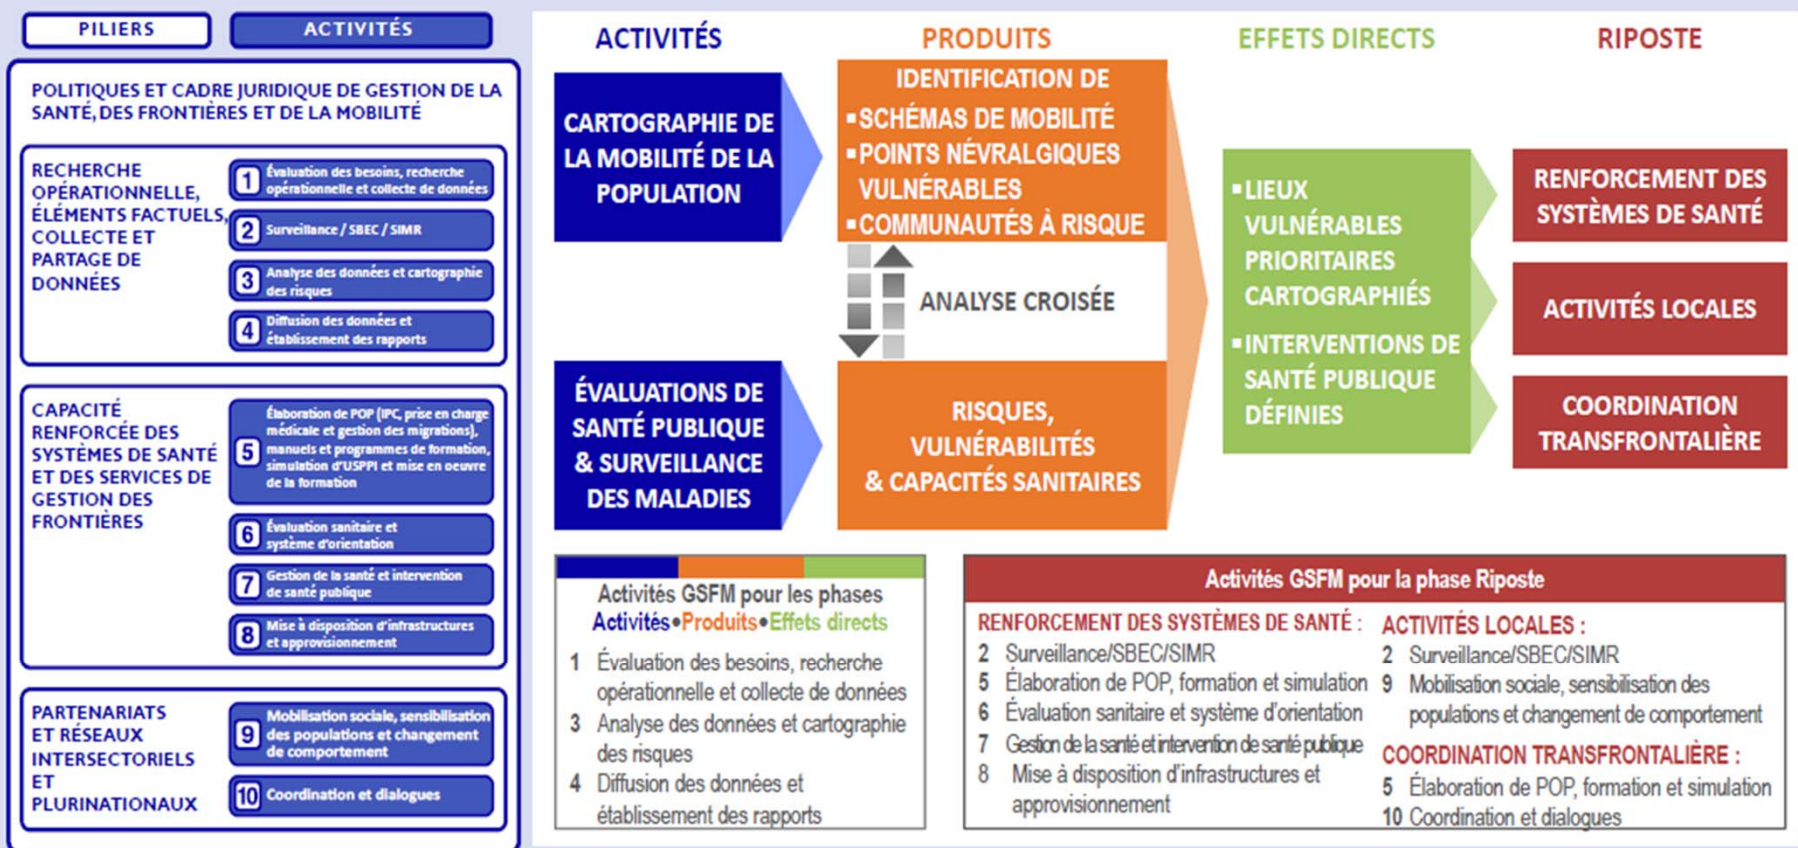 PILIERS
ACTIVITÉS
POLITIQUES ET CADRE JURIDIQUE DE GESTION DE LA
SANTÉ, DES FRONTIÈRES ET DE LA MOBILITÉ
RECHERCHE
OPÉRATIONNELLE,
ÉLÉMENTS FACTUELS,
COLLECTE ET
PARTAGE DE
DONNÉES
1 Évaluation des besoins, recherche
opérationnelle et collecte de données
2 Surveillance / SBEC / SIMR
3 Analyse des données et cartographie
des risques
4 Diffusion des données et
établissement des rapports
CAPACITÉ
RENFORCÉE DES
SYSTÈMES DE SANTÉ
ET DES SERVICES DE
GESTION DES
FRONTIÈRES
5 Élaboration de POP (IPC, prise en charge
médicale et gestion des migrations),
manuels et programmes de formation,
simulation d'USPPI et mise en oeuvre
de la formation
6 Évaluation sanitaire et
système d'orientation
7 Gestion de la santé et intervention
de santé publique
8 Mise à disposition d'infrastructures
et approvisionnement
PARTENARIATS
ET RÉSEAUX
INTERSECTORIELS
ET
PLURINATIONAUX
9 Mobilisation sociale, sensibilisation
des populations et changement
de comportement
10 Coordination et dialogues
ACTIVITÉS
PRODUITS
EFFETS DIRECTS
RIPOSTE
CARTOGRAPHIE DE
LA MOBILITÉ DE LA
POPULATION
IDENTIFICATION DE
▪SCHÉMAS DE MOBILITÉ
▪POINTS NÉVRALGIQUES
VULNÉRABLES
▪COMMUNAUTÉS À RISQUE
ANALYSE CROISÉE
ÉVALUATIONS DE
SANTÉ PUBLIQUE
& SURVEILLANCE
DES MALADIES
RISQUES,
VULNÉRABILITÉS
& CAPACITÉS SANITAIRES
▪LIEUX
VULNÉRABLES
PRIORITAIRES
CARTOGRAPHIÉS
▪INTERVENTIONS DE
SANTÉ PUBLIQUE
DÉFINIES
RENFORCEMENT DES
SYSTÈMES DE SANTÉ
ACTIVITÉS LOCALES
COORDINATION
TRANSFRONTALIÈRE
Activités GSFM pour les phases
Activités•Produits•Effets directs
1 Évaluation des besoins, recherche
opérationnelle et collecte de données
3 Analyse des données et cartographie
des risques
4 Diffusion des données et
établissement des rapports
Activités GSFM pour la phase Riposte
RENFORCEMENT DES SYSTÈMES DE SANTÉ :
2 Surveillance/SBEC/SIMR
5 Élaboration de POP, formation et simulation
6 Évaluation sanitaire et système d'orientation
7 Gestion de la santé et intervention de santé publique
8 Mise à disposition d'infrastructures et
approvisionnement
ACTIVITÉS LOCALES :
2 Surveillance/SBEC/SIMR
9 Mobilisation sociale, sensibilisation des
populations et changement de comportement
COORDINATION TRANSFRONTALIÈRE :
5 Élaboration de POP, formation et simulation
10 Coordination et dialogues